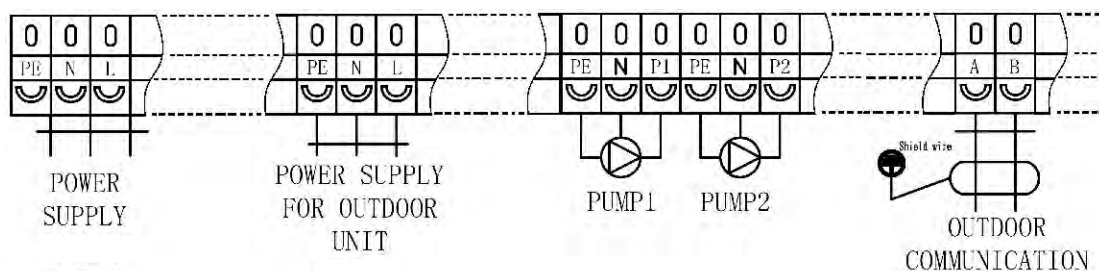 0 0 0 0 0 0 0 0 0 0 0 0 0 0
PE N L PE N L PE N P1 PE N P2 A B
Shield wire
POWER
SUPPLY
POWER SUPPLY
FOR OUTDOOR
UNIT
PUMP1 PUMP2
OUTDOOR
COMMUNICATION